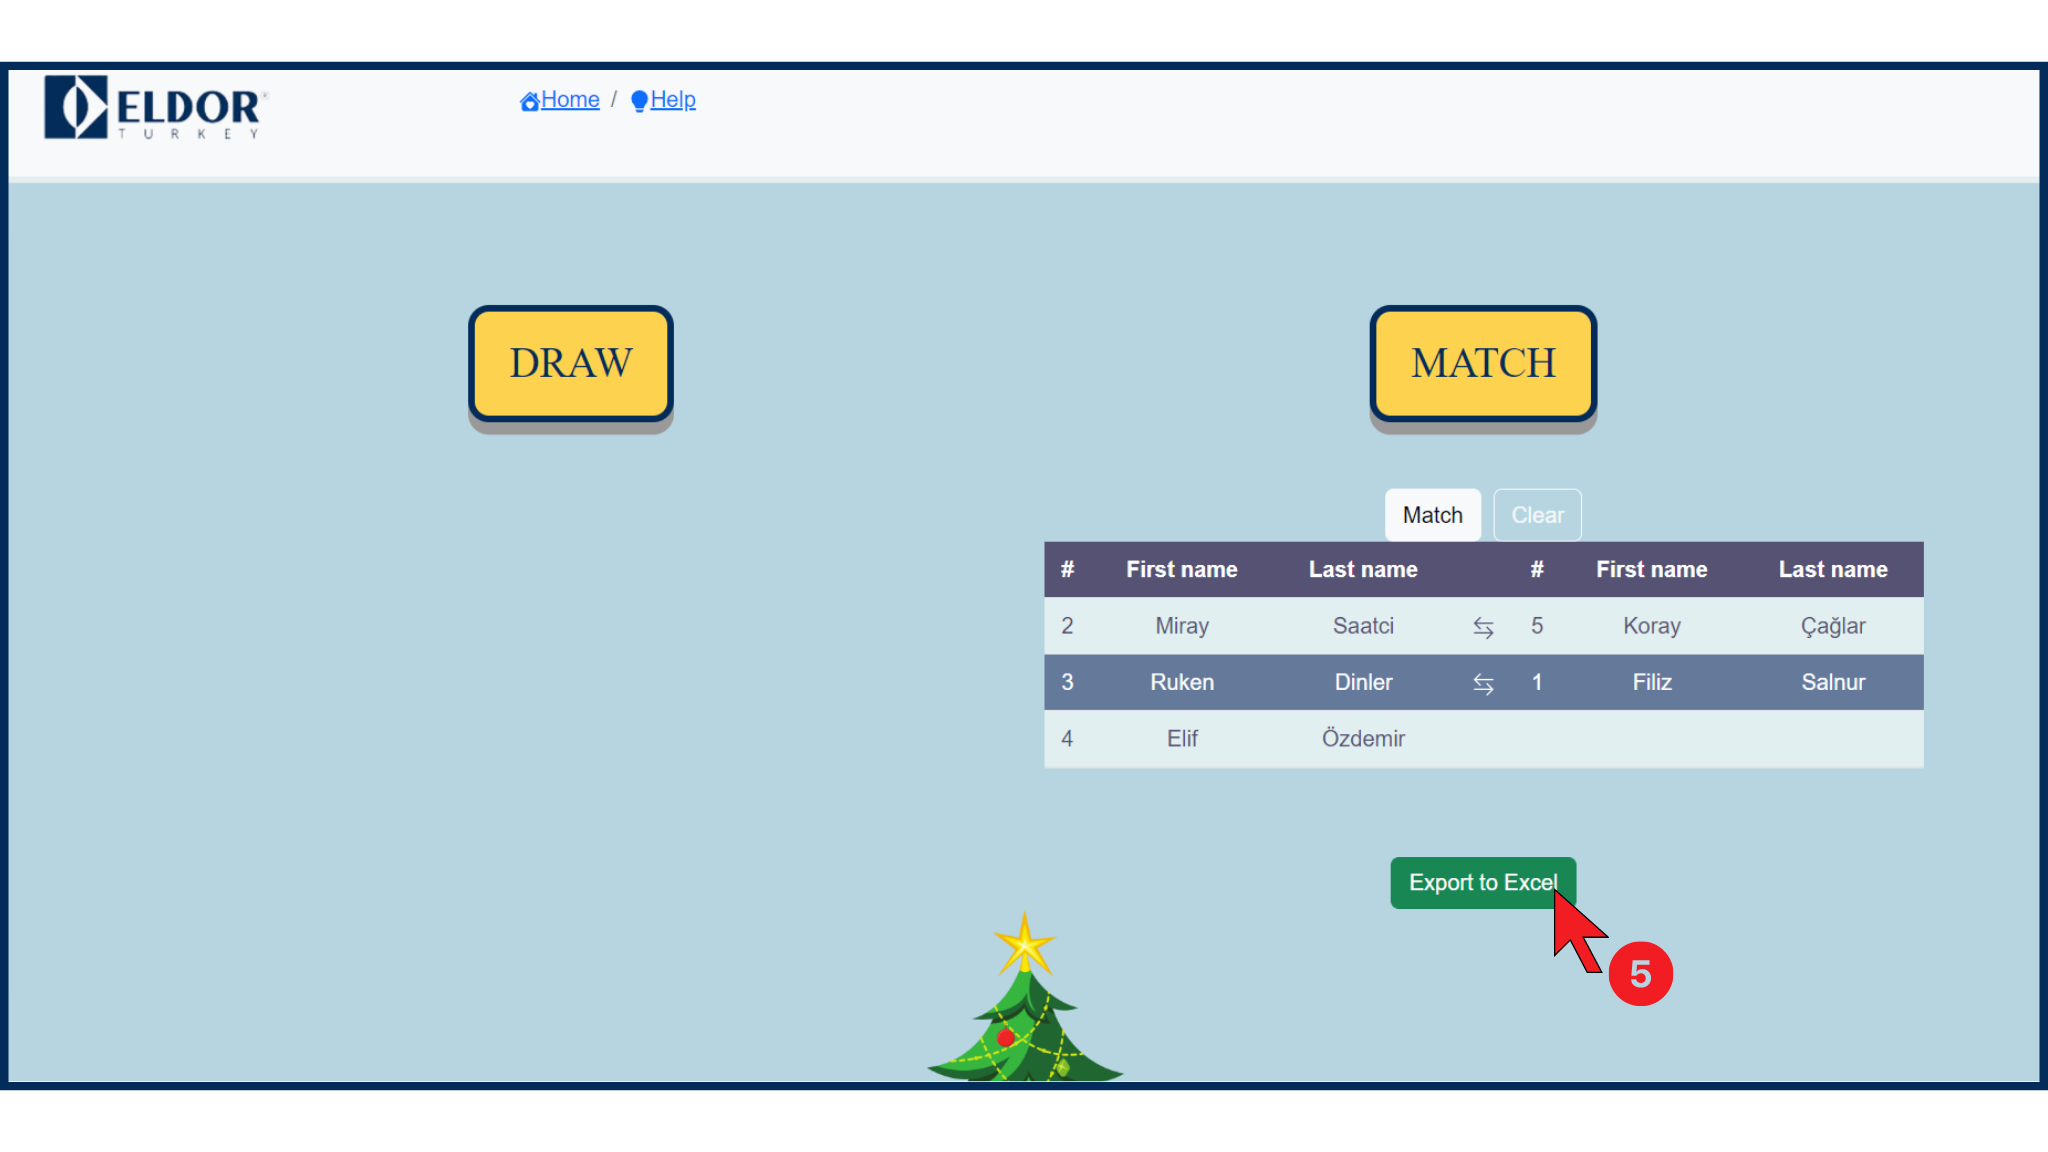 ELDOR
TURKEY
Home / Help
DRAW
MATCH
Match Clear
# First name Last name # First name Last name
2 Miray Saatci 5 Koray Çağlar
3 Ruken Dinler 1 Filiz Salnur
4 Elif Özdemir
Export to Excel
5